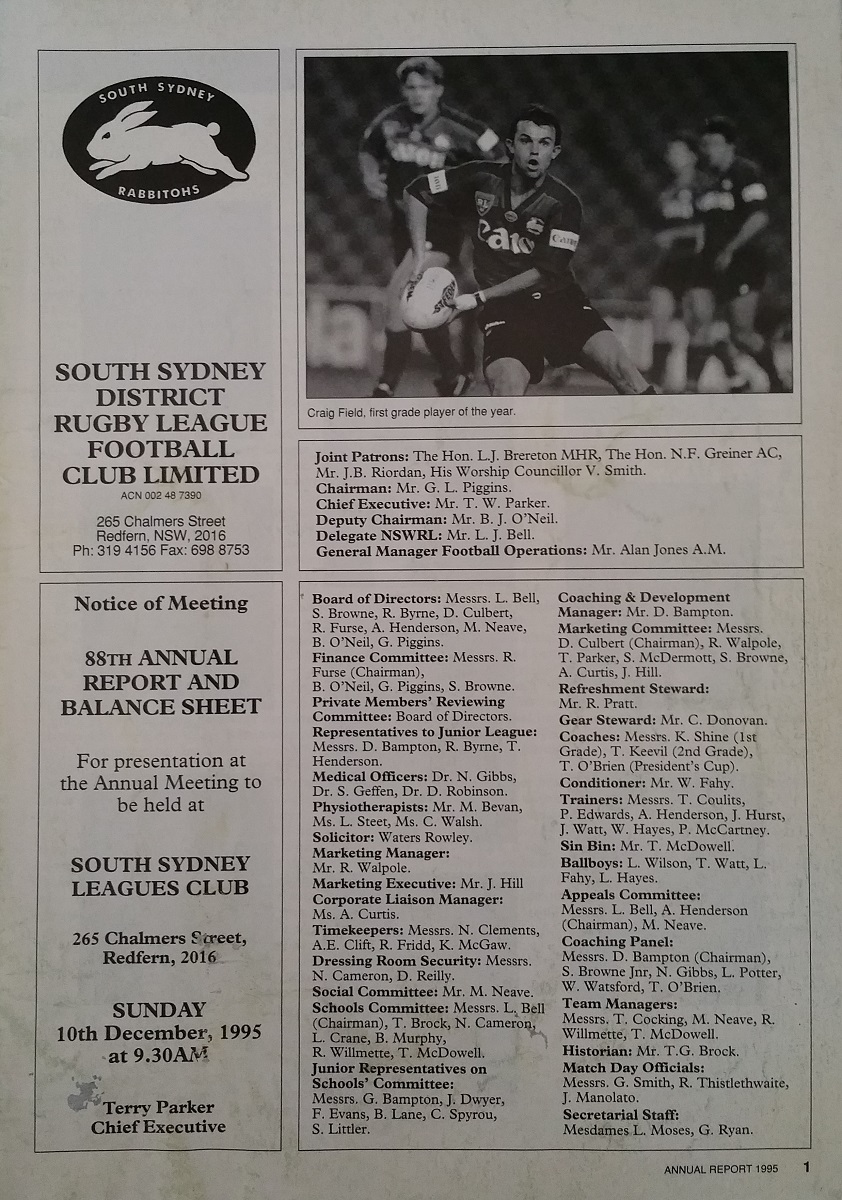 SOUTH SYDNEY
RABBITOHS
SOUTH SYDNEY
DISTRICT
RUGBY LEAGUE
FOOTBALL
CLUB LIMITED
ACN 002 48 7390
265 Chalmers Street
Redfern, NSW, 2016
Ph: 319 4156 Fax: 698 8753
Notice of Meeting
88TH ANNUAL
REPORT AND
BALANCE SHEET
For presentation at
the Annual Meeting to
be held at
SOUTH SYDNEY
LEAGUES CLUB
265 Chalmers Street,
Redfern, 2016
SUNDAY
10th December, 1995
at 9.30AM
Terry Parker
Chief Executive
Craig Field, first grade player of the year.
Joint Patrons: The Hon. L.J. Brereton MHR, The Hon. N.F. Greiner AC,
Mr. J.B. Riordan, His Worship Councillor V. Smith.
Chairman: Mr. G. L. Piggins.
Chief Executive: Mr. T. W. Parker.
Deputy Chairman: Mr. B. J. O'Neil.
Delegate NSWRL: Mr. L. J. Bell.
General Manager Football Operations: Mr. Alan Jones A.M.
Board of Directors: Messrs. L. Bell,
S. Browne, R. Byrne, D. Culbert,
R. Furse, A. Henderson, M. Neave,
B. O'Neil, G. Piggins.
Finance Committee: Messrs. R.
Furse (Chairman),
B. O'Neil, G. Piggins, S. Browne.
Private Members' Reviewing
Committee: Board of Directors.
Representatives to Junior League:
Messrs. D. Bampton, R. Byrne, T.
Henderson.
Medical Officers: Dr. N. Gibbs,
Dr. S. Geffen, Dr. D. Robinson.
Physiotherapists: Mr. M. Bevan,
Ms. L. Steet, Ms. C. Walsh.
Solicitor: Waters Rowley.
Marketing Manager:
Mr. R. Walpole.
Marketing Executive: Mr. J. Hill
Corporate Liaison Manager:
Ms. A. Curtis.
Timekeepers: Messrs. N. Clements,
A.E. Clift, R. Fridd, K. McGaw.
Dressing Room Security: Messrs.
N. Cameron, D. Reilly.
Social Committee: Mr. M. Neave.
Schools Committee: Messrs. L. Bell
(Chairman), T. Brock, N. Cameron,
L. Crane, B. Murphy,
R. Willmette, T. McDowell.
Junior Representatives on
Schools' Committee:
Messrs. G. Bampton, J. Dwyer,
F. Evans, B. Lane, C. Spyrou,
S. Littler.
Coaching & Development
Manager: Mr. D. Bampton.
Marketing Committee: Messrs.
D. Culbert (Chairman), R. Walpole,
T. Parker, S. McDermott, S. Browne,
A. Curtis, J. Hill.
Refreshment Steward:
Mr. R. Pratt.
Gear Steward: Mr. C. Donovan.
Coaches: Messrs. K. Shine (1st
Grade), T. Keevil (2nd Grade),
T. O'Brien (President's Cup).
Conditioner: Mr. W. Fahy.
Trainers: Messrs. T. Coulits,
P. Edwards, A. Henderson, J. Hurst,
J. Watt, W. Hayes, P. McCartney.
Sin Bin: Mr. T. McDowell.
Ballboys: L. Wilson, T. Watt, L.
Fahy, L. Hayes.
Appeals Committee:
Messrs. L. Bell, A. Henderson
(Chairman), M. Neave.
Coaching Panel:
Messrs. D. Bampton (Chairman),
S. Browne Jnr, N. Gibbs, L. Potter,
W. Watsford, T. O'Brien.
Team Managers:
Messrs. T. Cocking, M. Neave, R.
Willmette, T. McDowell.
Historian: Mr. T.G. Brock.
Match Day Officials:
Messrs. G. Smith, R. Thistlethwaite,
J. Manolato.
Secretarial Staff:
Mesdames L. Moses, G. Ryan.
ANNUAL REPORT 1995 1